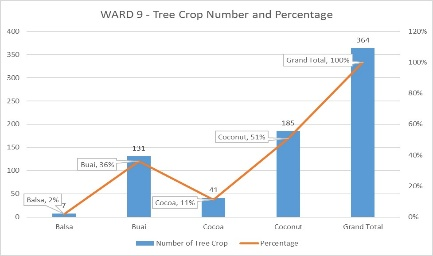 WARD 9 - Tree Crop Number and Percentage
400
350
300
250
200
150
100
50
0
120%
100%
80%
60%
40%
20%
0%
Balsa, 2%
7
131
Buai, 36%
41
Cocoa, 11%
185
Coconut, 51%
364
Grand Total, 100%
Balsa Buai Cocoa Coconut Grand Total
Number of Tree Crop Percentage